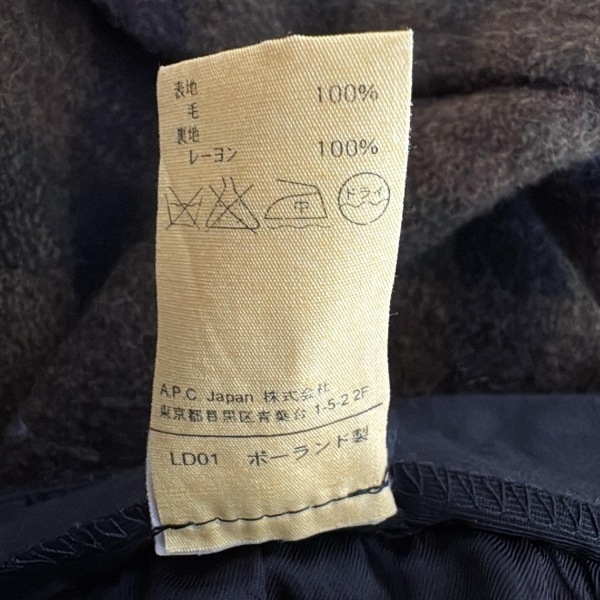 表地 100%
毛
裏地
レーヨン 100%
中 ドライ
A.P.C. Japan 株式会社
東京都目黒区青葉台 1-5-2 2F
LD01 ポーランド製